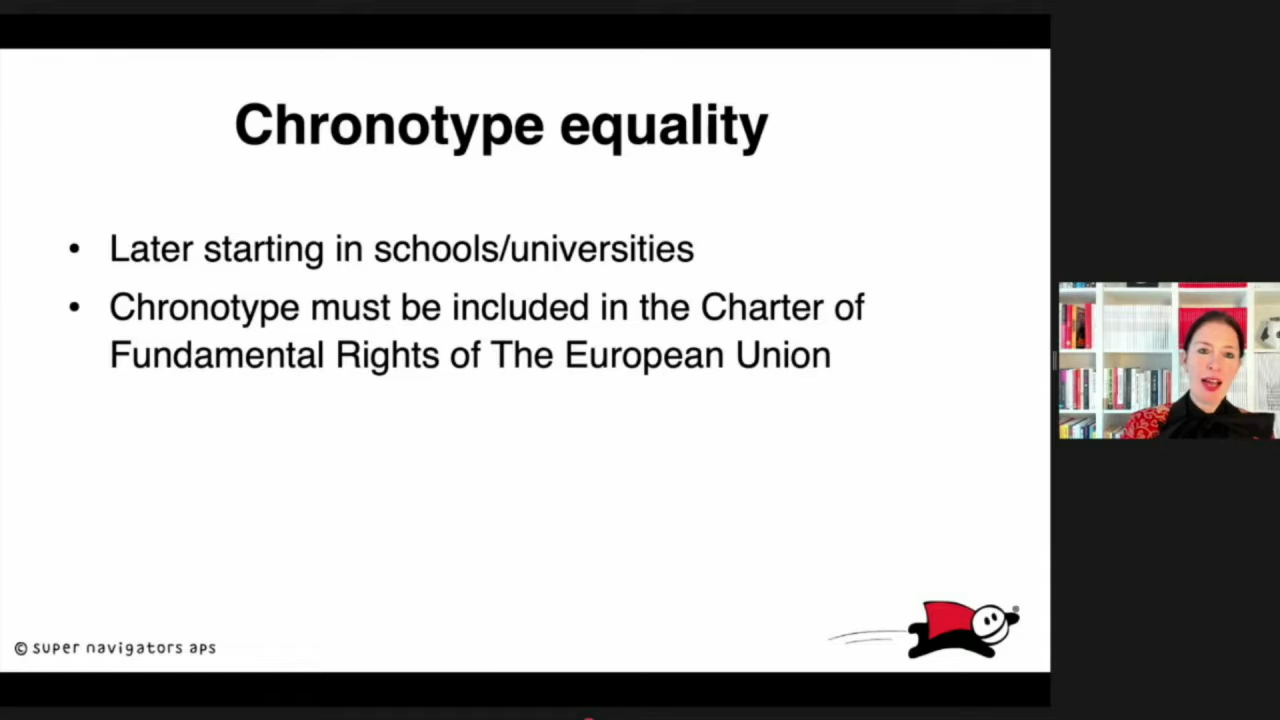 Chronotype equality
• Later starting in schools/universities
• Chronotype must be included in the Charter of
Fundamental Rights of The European Union
© super navigators aps
®